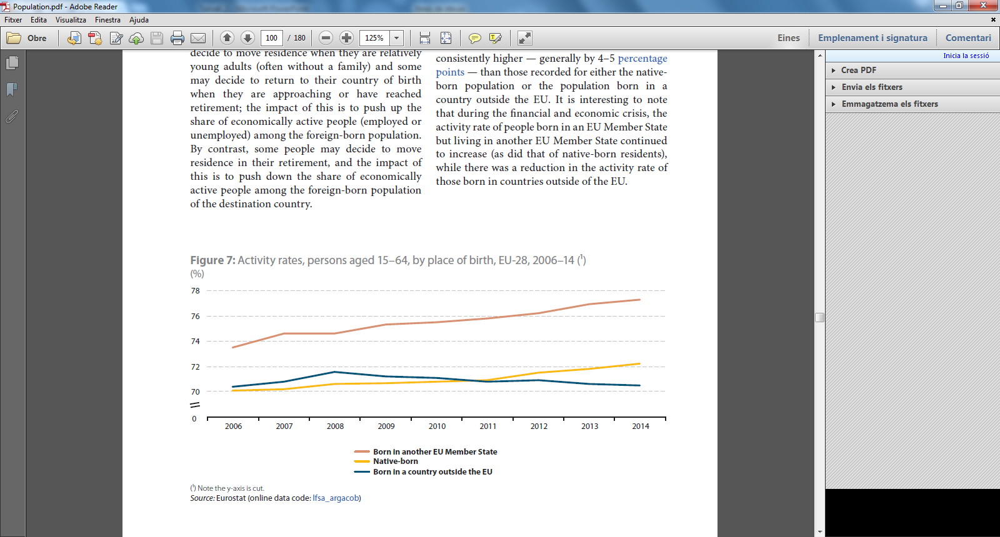 Population.pdf - Adobe Reader
Fitxer Edita Visualitza Finestra Ajuda
Obre 100 / 180 125% Eines Emplenament i signatura Comentari
Inicia la sessió
Crea PDF
Envia els fitxers
Emmagatzema els fitxers
decide to move residence when they are relatively
young adults (often without a family) and some
may decide to return to their country of birth
when they are approaching or have reached
retirement; the impact of this is to push up the
share of economically active people (employed or
unemployed) among the foreign-born population.
By contrast, some people may decide to move
residence in their retirement, and the impact of
this is to push down the share of economically
active people among the foreign-born population
of the destination country.
consistently higher — generally by 4–5 percentage
points — than those recorded for either the native-
born population or the population born in a
country outside the EU. It is interesting to note
that during the financial and economic crisis, the
activity rate of people born in an EU Member State
but living in another EU Member State continued
to increase (as did that of native-born residents),
while there was a reduction in the activity rate of
those born in countries outside of the EU.
Figure 7: Activity rates, persons aged 15–64, by place of birth, EU-28, 2006–14 (¹)
(%)
78
76
74
72
70
0
2006 2007 2008 2009 2010 2011 2012 2013 2014
Born in another EU Member State
Native-born
Born in a country outside the EU
(¹) Note the y-axis is cut.
Source: Eurostat (online data code: lfsa_argacob)